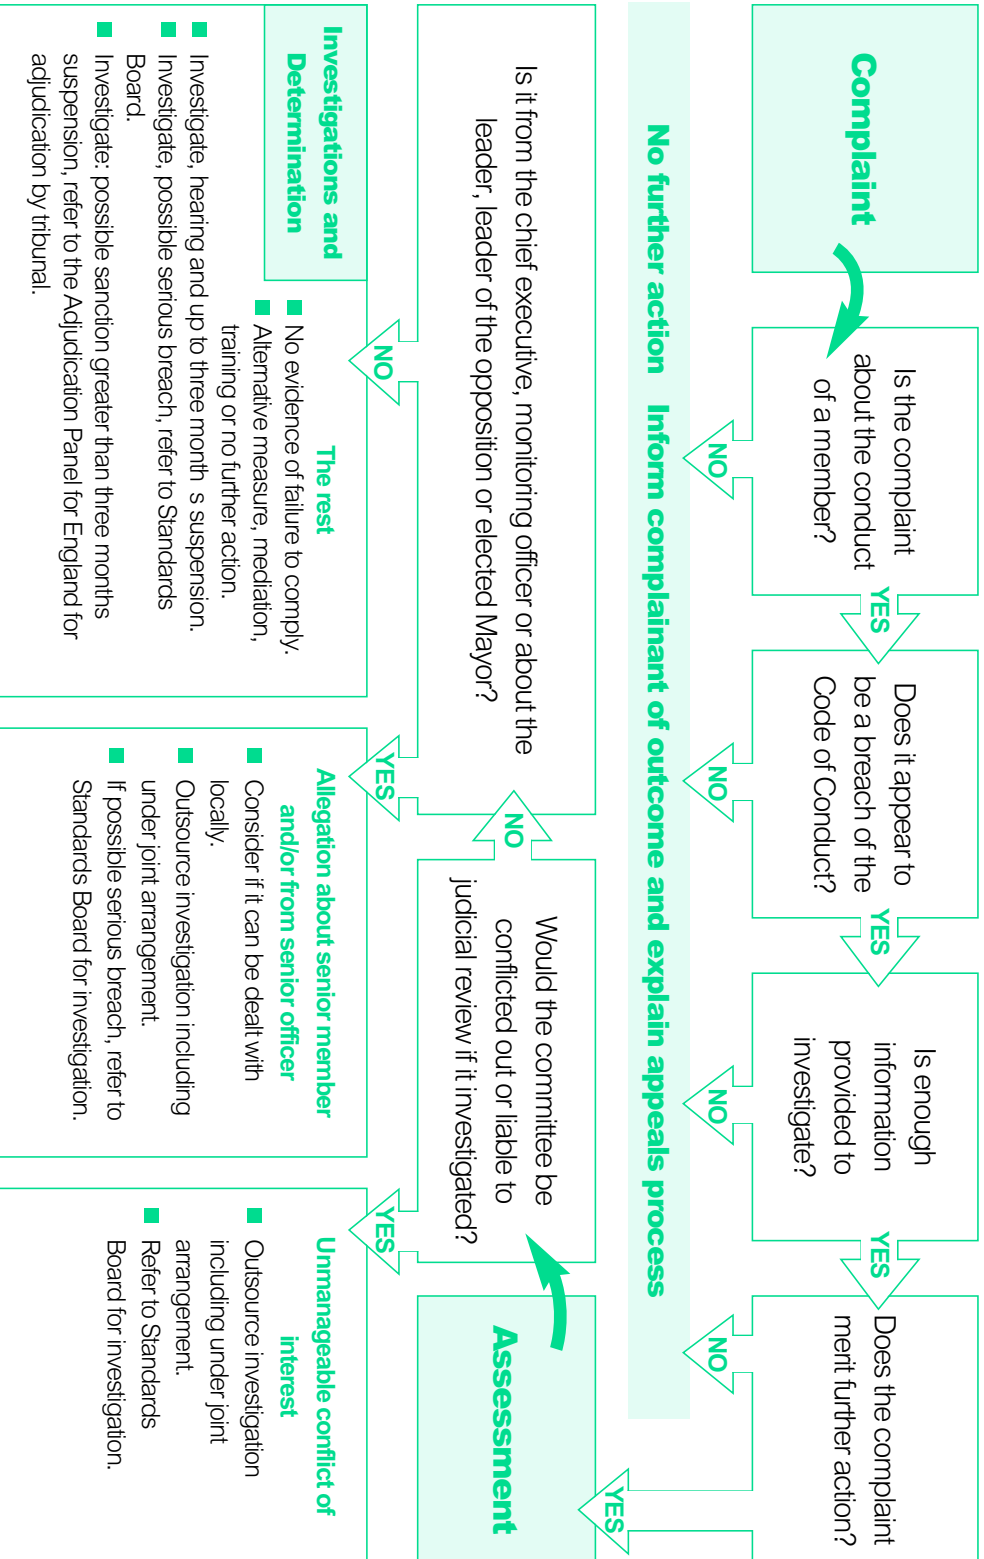 Complaint
Is the complaint
about the conduct
of a member?
YES
Does it appear to
be a breach of the
Code of Conduct?
YES
Is enough
information
provided to
investigate?
YES
Does the complaint
merit further action?
NO
NO
NO
NO
YES
No further action Inform complainant of outcome and explain appeals process
Is it from the chief executive, monitoring officer or about the
leader, leader of the opposition or elected Mayor?
NO
Would the committee be
conflicted out or liable to
judicial review if it investigated?
Assessment
NO
YES
YES
Investigations and
Determination
The rest
No evidence of failure to comply.
Alternative measure, mediation,
training or no further action.
Investigate, hearing and up to three month s suspension.
Investigate, possible serious breach, refer to Standards
Board.
Investigate: possible sanction greater than three months
suspension, refer to the Adjudication Panel for England for
adjudication by tribunal.
Allegation about senior member
and/or from senior officer
Consider if it can be dealt with
locally.
Outsource investigation including
under joint arrangement.
If possible serious breach, refer to
Standards Board for investigation.
Unmanageable conflict of
interest
Outsource investigation
including under joint
arrangement.
Refer to Standards
Board for investigation.